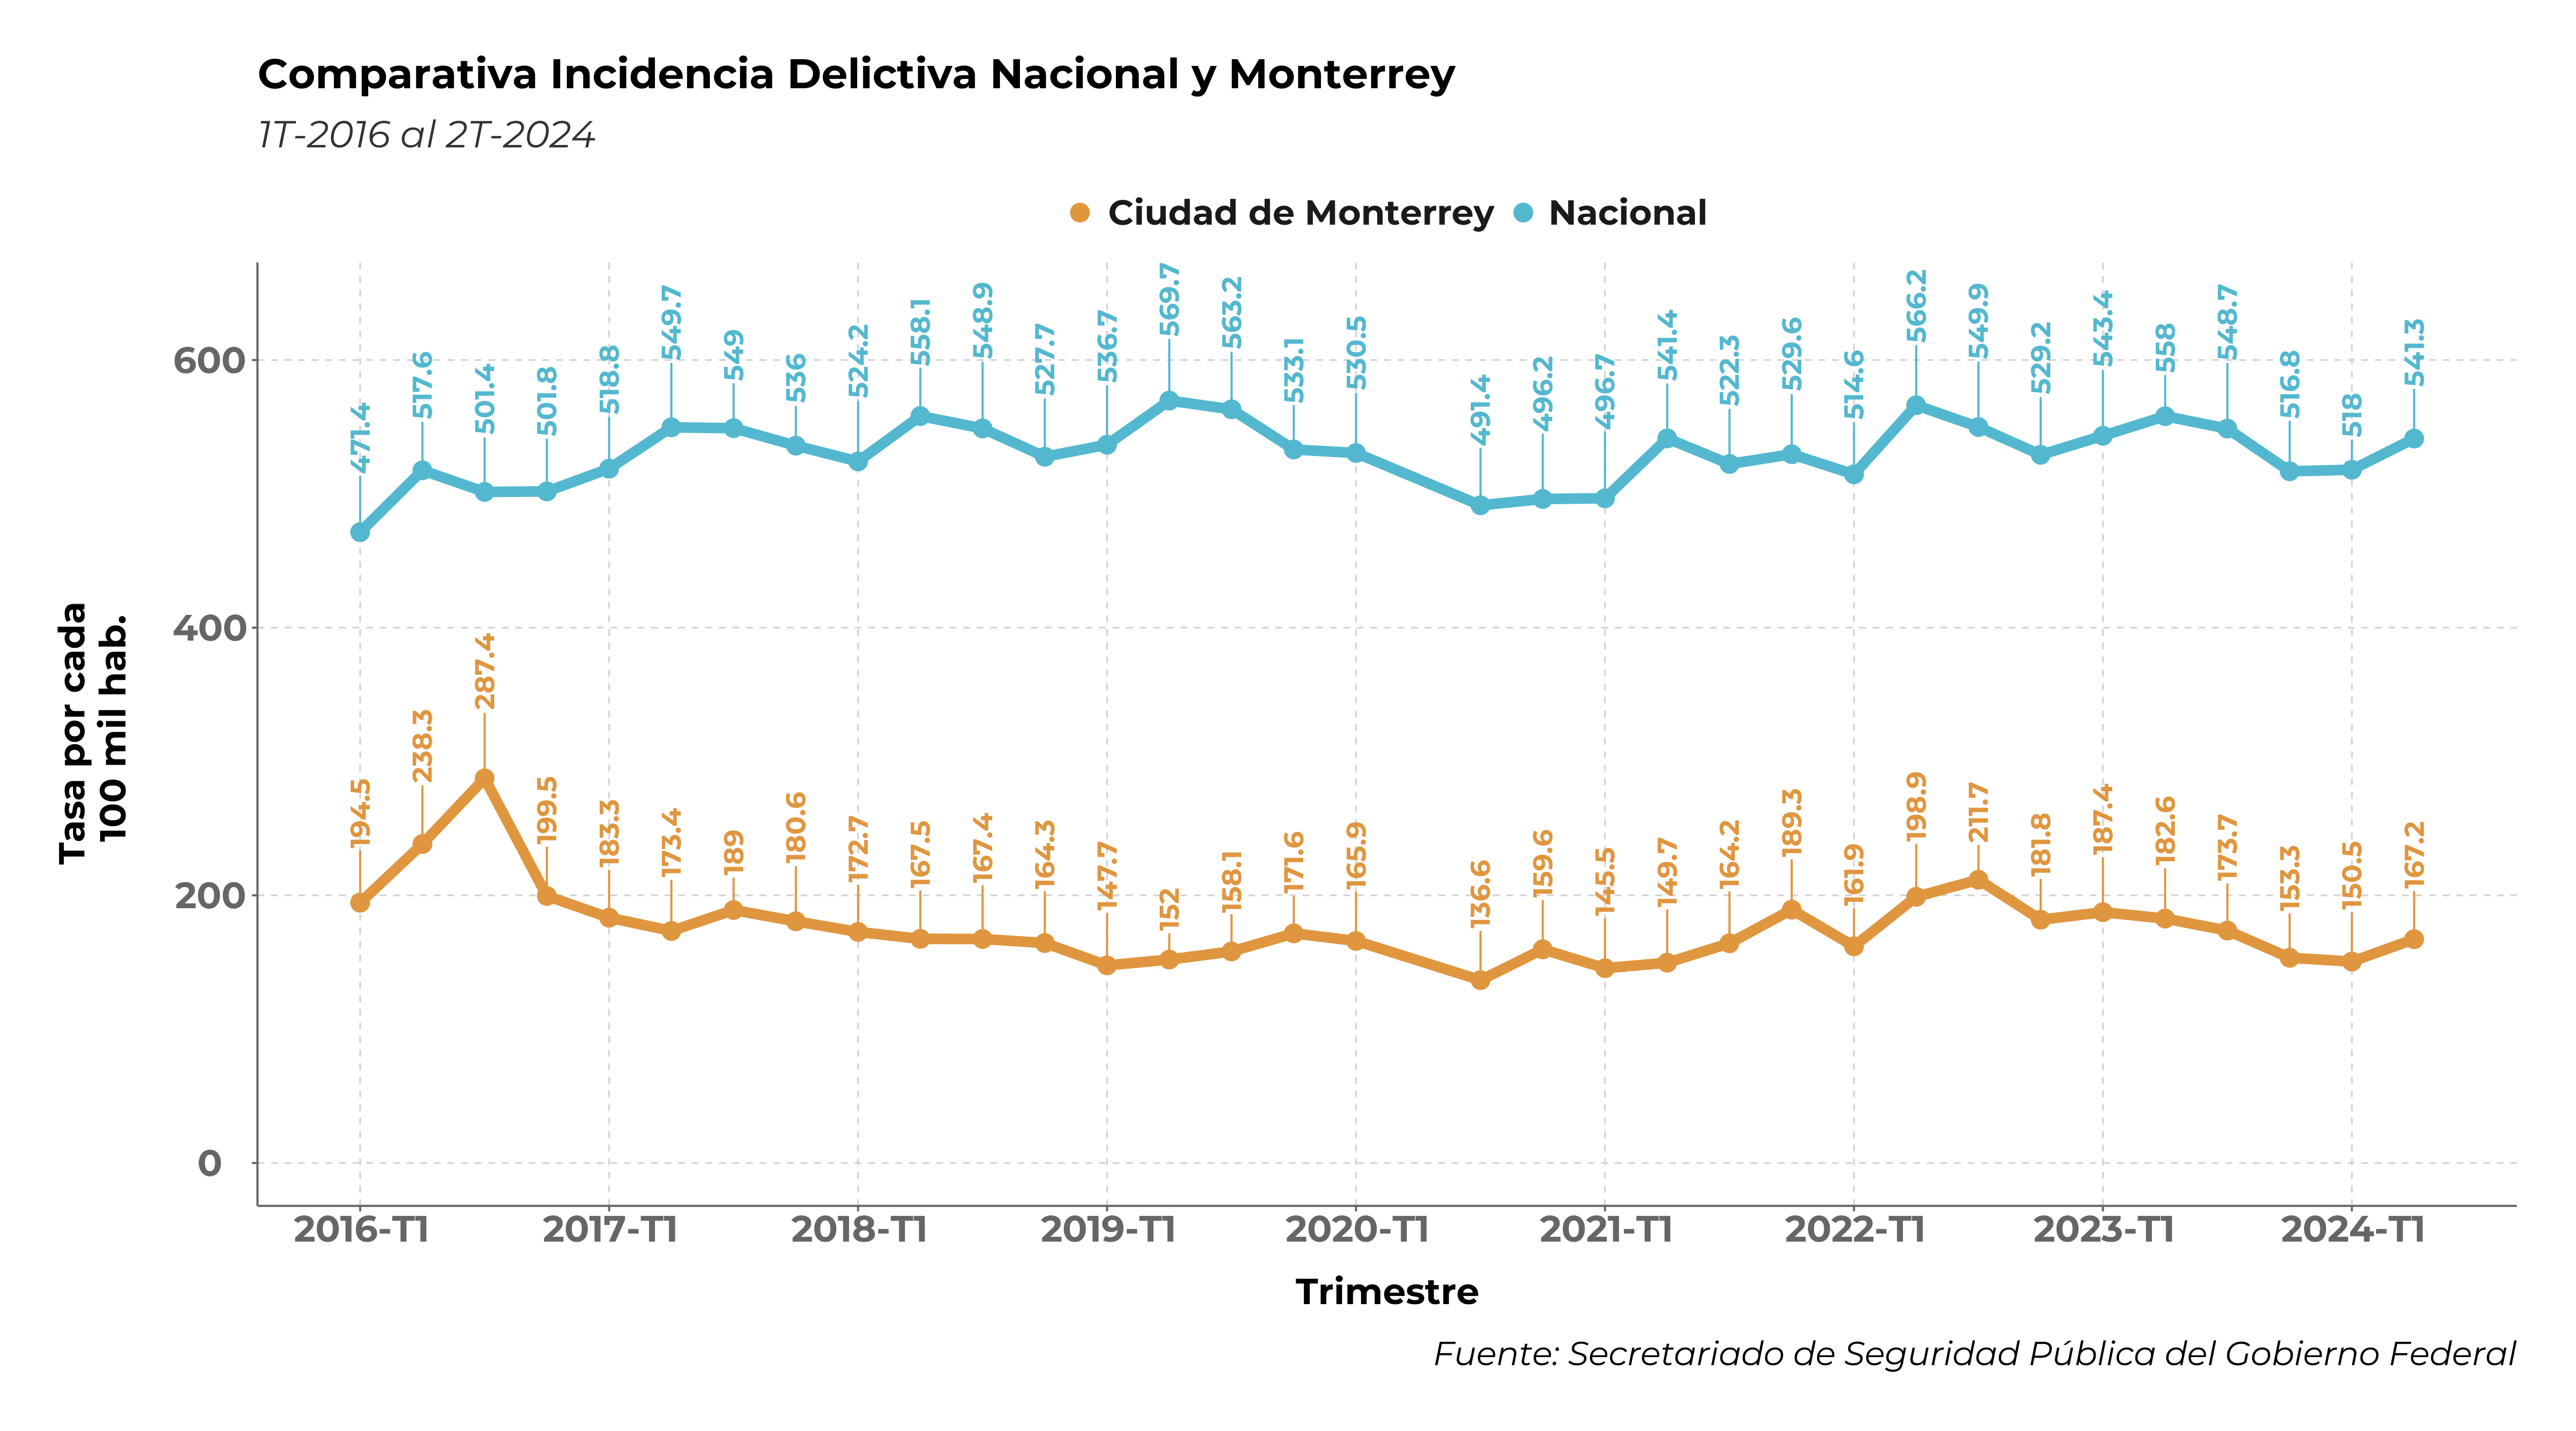 Comparativa Incidencia Delictiva Nacional y Monterrey
1T-2016 al 2T-2024
Ciudad de Monterrey Nacional
600
400
200
0
Tasa por cada
100 mil hab.
471.4 517.6 501.4 501.8 518.8 549.7 549 536 524.2 558.1 548.9 527.7 536.7 569.7 563.2 533.1 530.5 491.4 496.2 496.7 541.4 522.3 529.6 514.6 566.2 549.9 529.2 543.4 558 548.7 516.8 518 541.3
194.5 238.3 287.4 199.5 183.3 173.4 189 180.6 172.7 167.5 167.4 164.3 147.7 152 158.1 171.6 165.9 136.6 159.6 145.5 149.7 164.2 189.3 161.9 198.9 211.7 181.8 187.4 182.6 173.7 153.3 150.5 167.2
2016-T1 2017-T1 2018-T1 2019-T1 2020-T1 2021-T1 2022-T1 2023-T1 2024-T1
Trimestre
Fuente: Secretariado de Seguridad Pública del Gobierno Federal